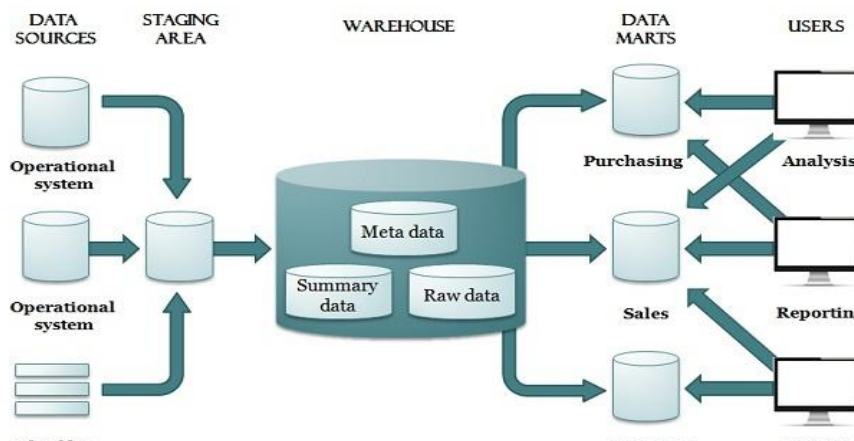 DATA
SOURCES
STAGING
AREA
WAREHOUSE
DATA
MARTS
USERS
Operational
system
Purchasing
Analysis
Meta data
Summary
data
Raw data
Operational
system
Sales
Reportin